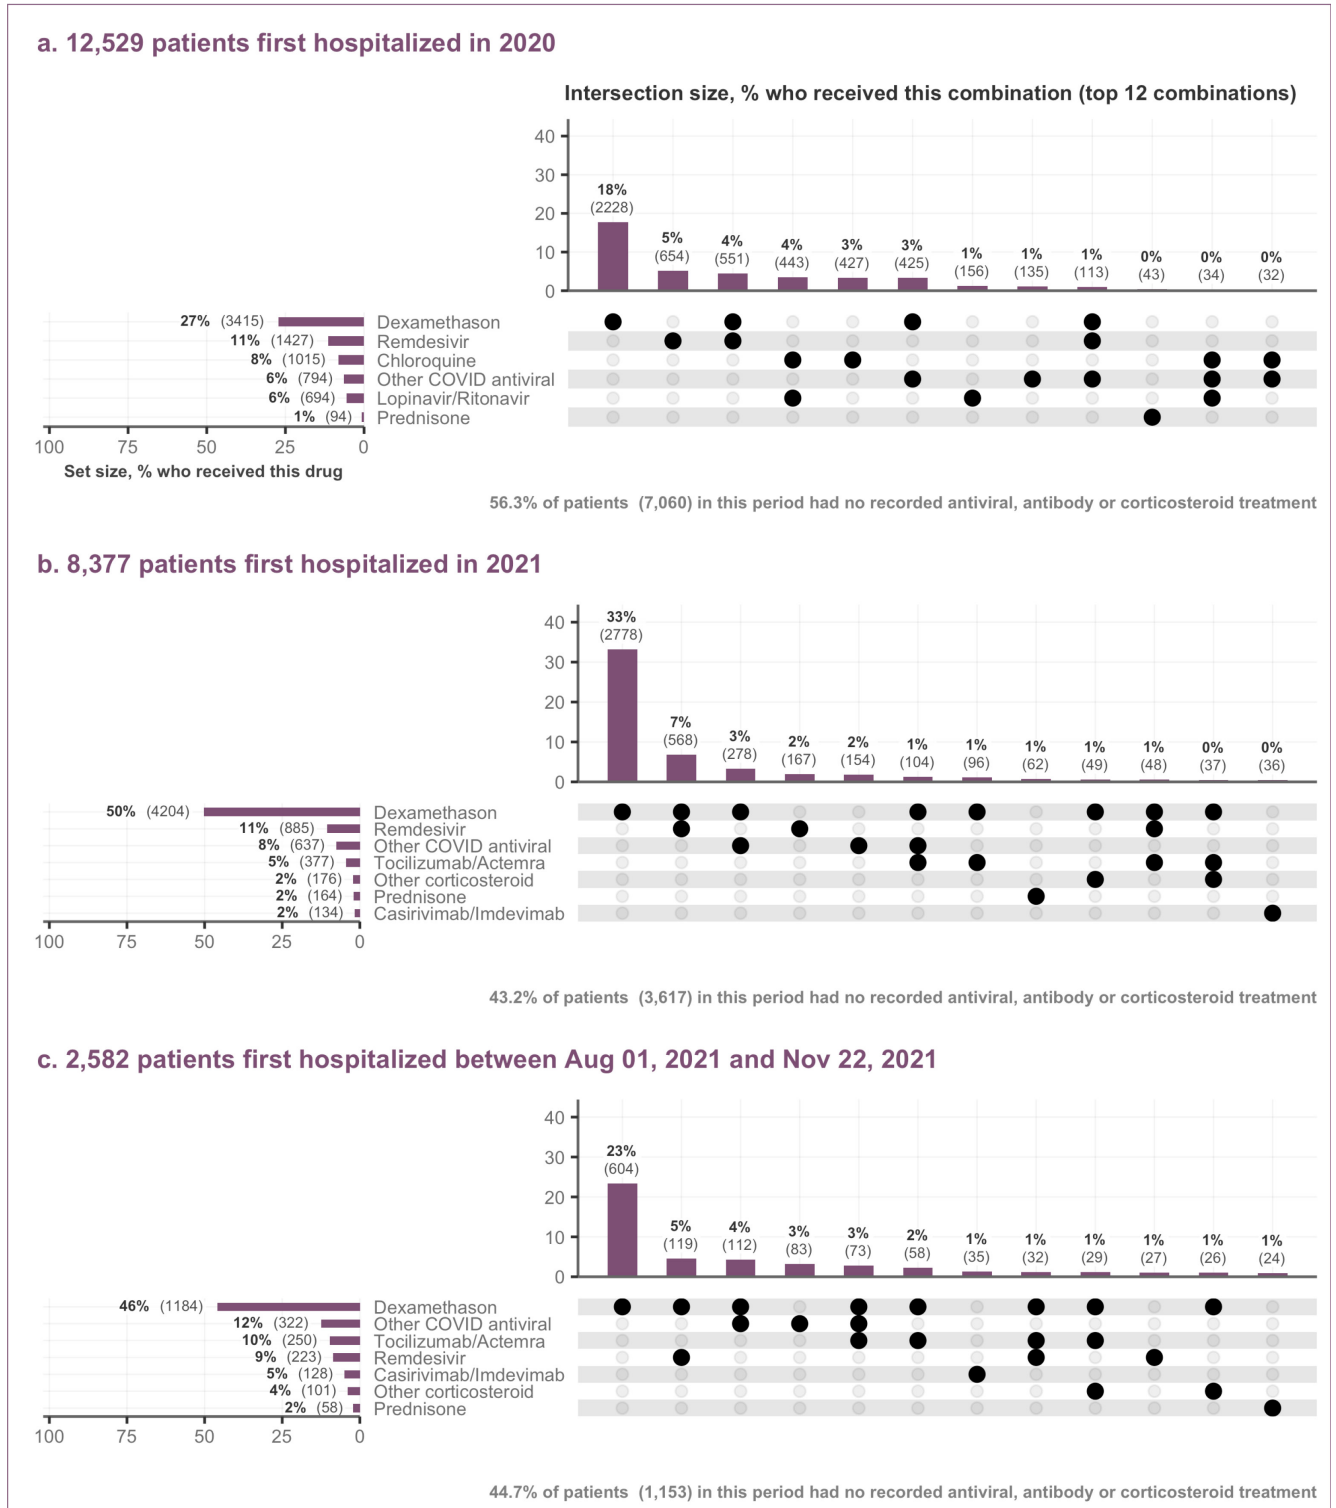 a. 12,529 patients first hospitalized in 2020
Intersection size, % who received this combination (top 12 combinations)
40
30
20
10
0
18% 5% 4% 4% 3% 3% 1% 1% 1% 0% 0% 0%
(2228) (654) (551) (443) (427) (425) (156) (135) (113) (43) (34) (32)
27% (3415) Dexamethason
11% (1427) Remdesivir
8% (1015) Chloroquine
6% (794) Other COVID antiviral
6% (694) Lopinavir/Ritonavir
1% (94) Prednisone
100 75 50 25 0
Set size, % who received this drug
56.3% of patients (7,060) in this period had no recorded antiviral, antibody or corticosteroid treatment
b. 8,377 patients first hospitalized in 2021
40
30
20
10
0
33% 7% 3% 2% 2% 1% 1% 1% 1% 1% 0% 0%
(2778) (568) (278) (167) (154) (104) (96) (62) (49) (48) (37) (36)
50% (4204) Dexamethason
11% (885) Remdesivir
8% (637) Other COVID antiviral
5% (377) Tocilizumab/Actemra
2% (176) Other corticosteroid
2% (164) Prednisone
2% (134) Casirivimab/Imdevimab
100 75 50 25 0
43.2% of patients (3,617) in this period had no recorded antiviral, antibody or corticosteroid treatment
c. 2,582 patients first hospitalized between Aug 01, 2021 and Nov 22, 2021
40
30
20
10
0
23% 5% 4% 3% 3% 2% 1% 1% 1% 1% 1% 1%
(604) (119) (112) (83) (73) (58) (35) (32) (29) (27) (26) (24)
46% (1184) Dexamethason
12% (322) Other COVID antiviral
10% (250) Tocilizumab/Actemra
9% (223) Remdesivir
5% (128) Casirivimab/Imdevimab
4% (101) Other corticosteroid
2% (58) Prednisone
100 75 50 25 0
44.7% of patients (1,153) in this period had no recorded antiviral, antibody or corticosteroid treatment